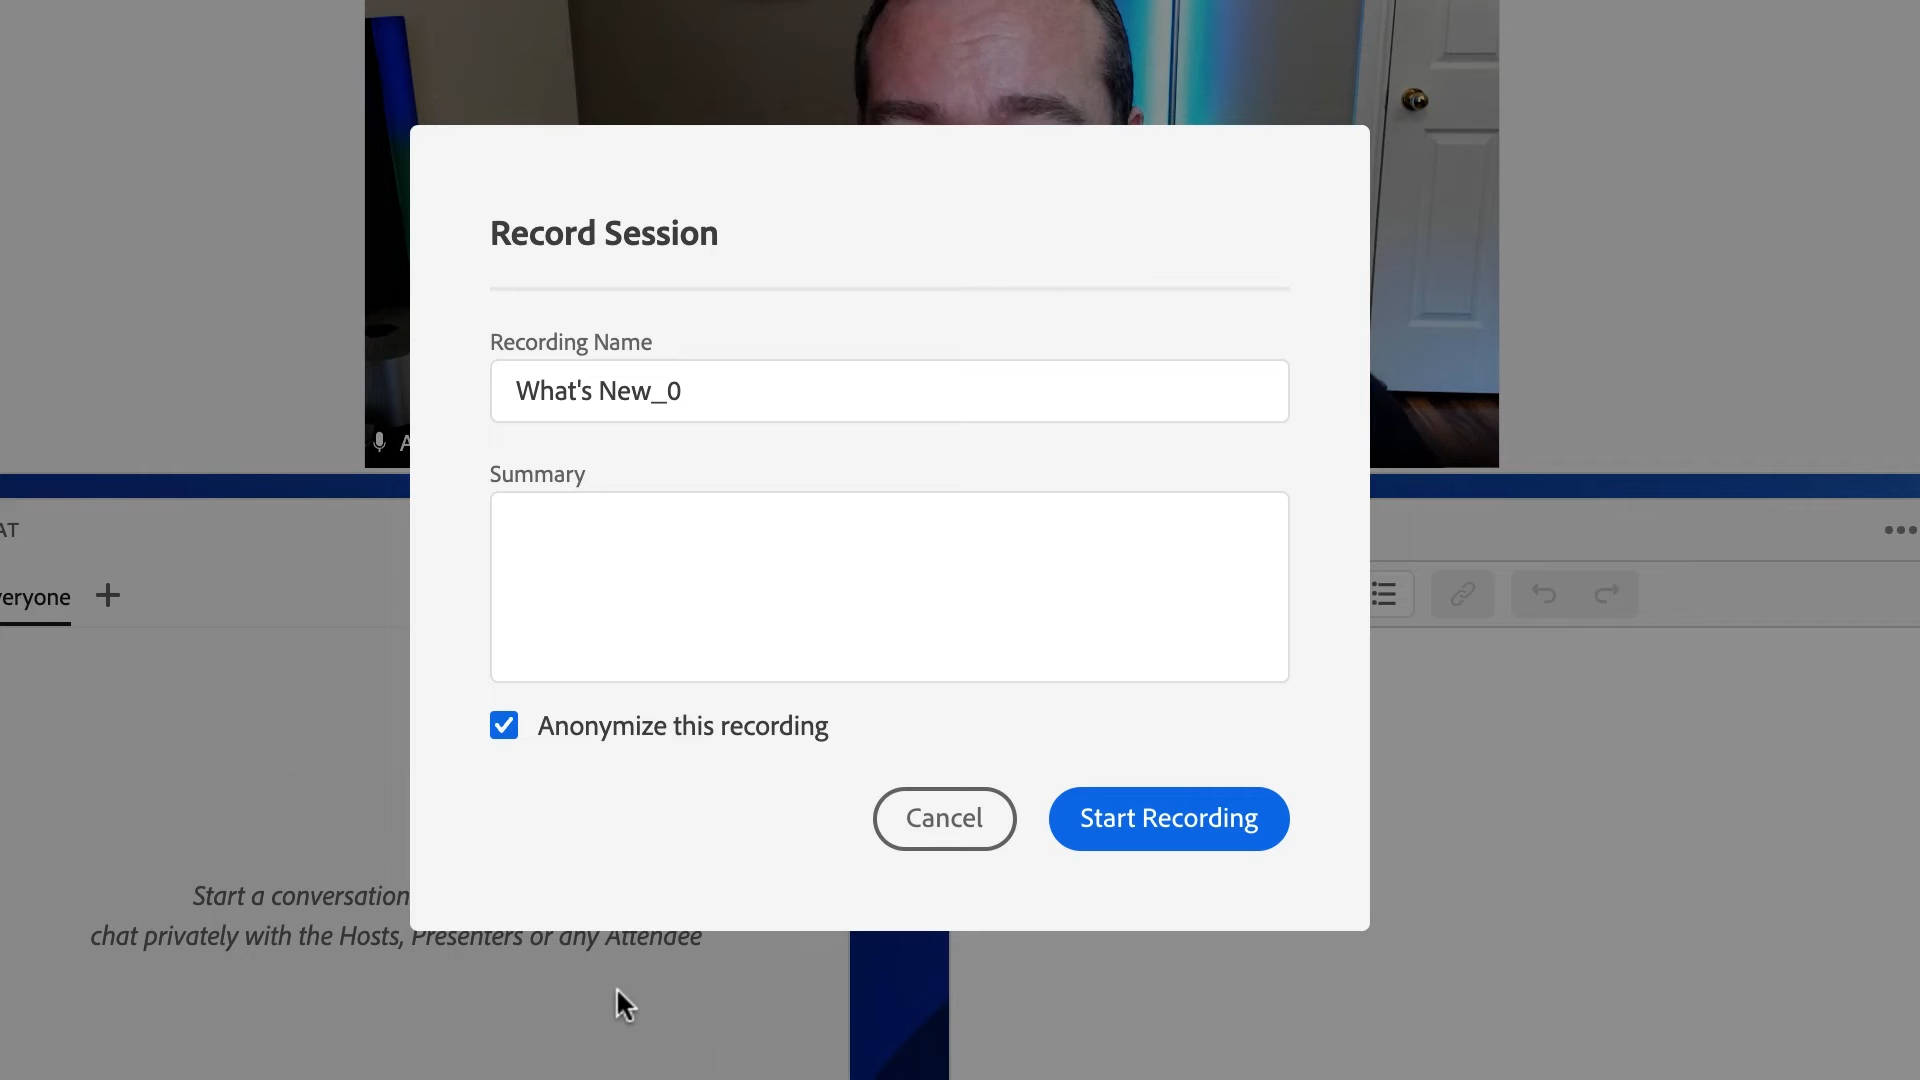 Record Session
Recording Name
What's New_0
Summary
Anonymize this recording
Cancel
Start Recording
A
AT
veryone
Start a conversation
chat privately with the Hosts, Presenters or any Attendee